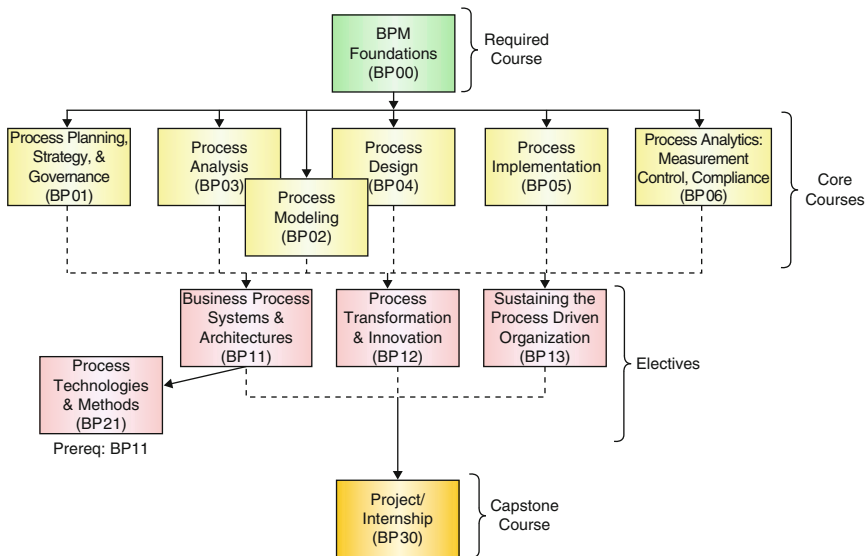 BPM
Foundations
(BP00)
Required
Course
Process Planning,
Strategy, &
Governance
(BP01)
Process
Analysis
(BP03)
Process
Modeling
(BP02)
Process
Design
(BP04)
Process
Implementation
(BP05)
Process Analytics:
Measurement
Control, Compliance
(BP06)
Core
Courses
Business Process
Systems &
Architectures
(BP11)
Process
Transformation
& Innovation
(BP12)
Sustaining the
Process Driven
Organization
(BP13)
Electives
Process
Technologies
& Methods
(BP21)
Prereq: BP11
Project/
Internship
(BP30)
Capstone
Course